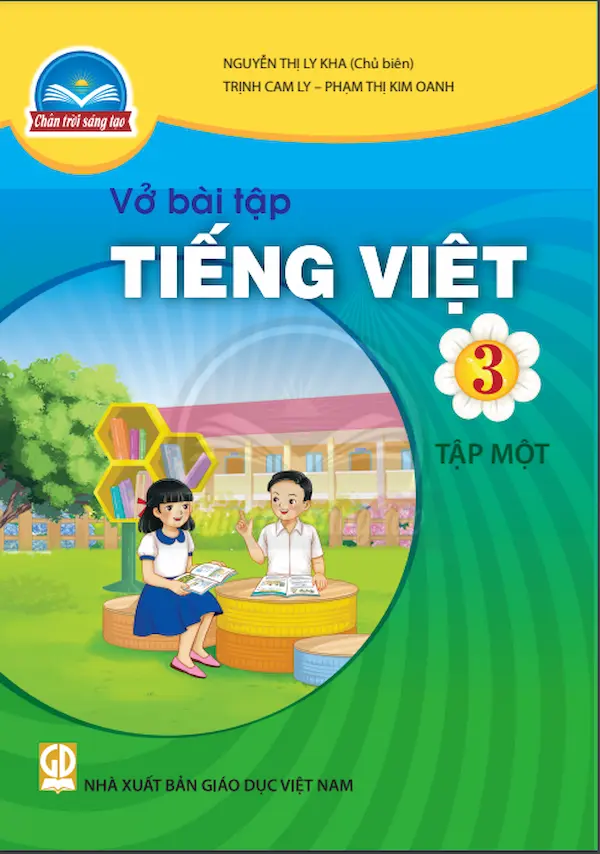 NGUYỄN THỊ LY KHA (Chủ biên)
TRỊNH CAM LY – PHẠM THỊ KIM OANH
Chân trời sáng tạo
Vở bài tập
TIẾNG VIỆT
3
TẬP MỘT
GD
NHÀ XUẤT BẢN GIÁO DỤC VIỆT NAM